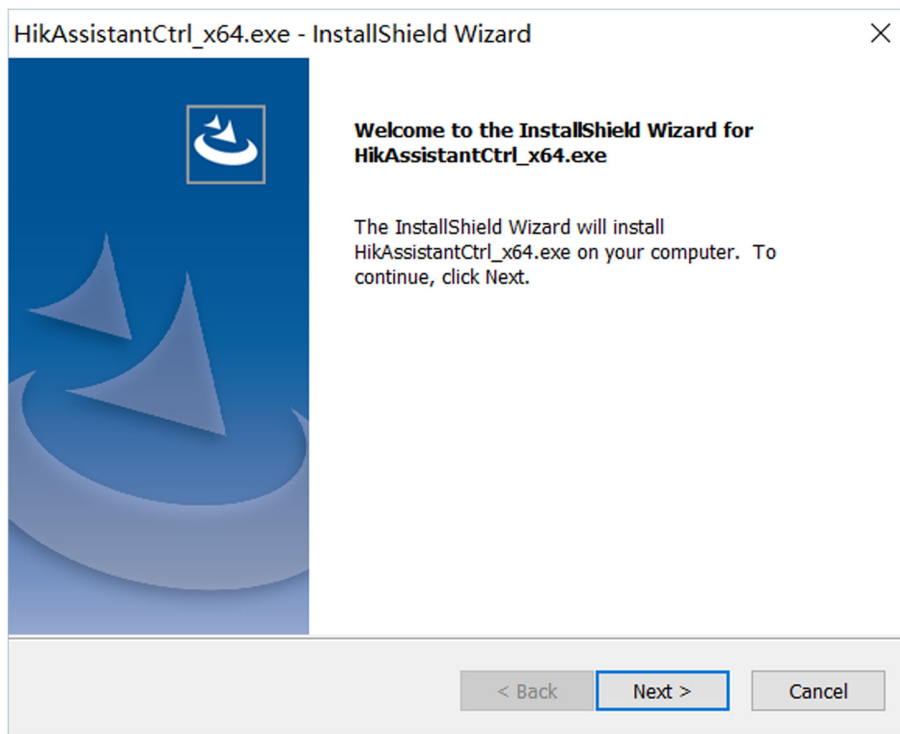 HikAssistantCtrl_x64.exe - InstallShield Wizard
Welcome to the InstallShield Wizard for
HikAssistantCtrl_x64.exe
The InstallShield Wizard will install
HikAssistantCtrl_x64.exe on your computer. To
continue, click Next.
< Back Next > Cancel